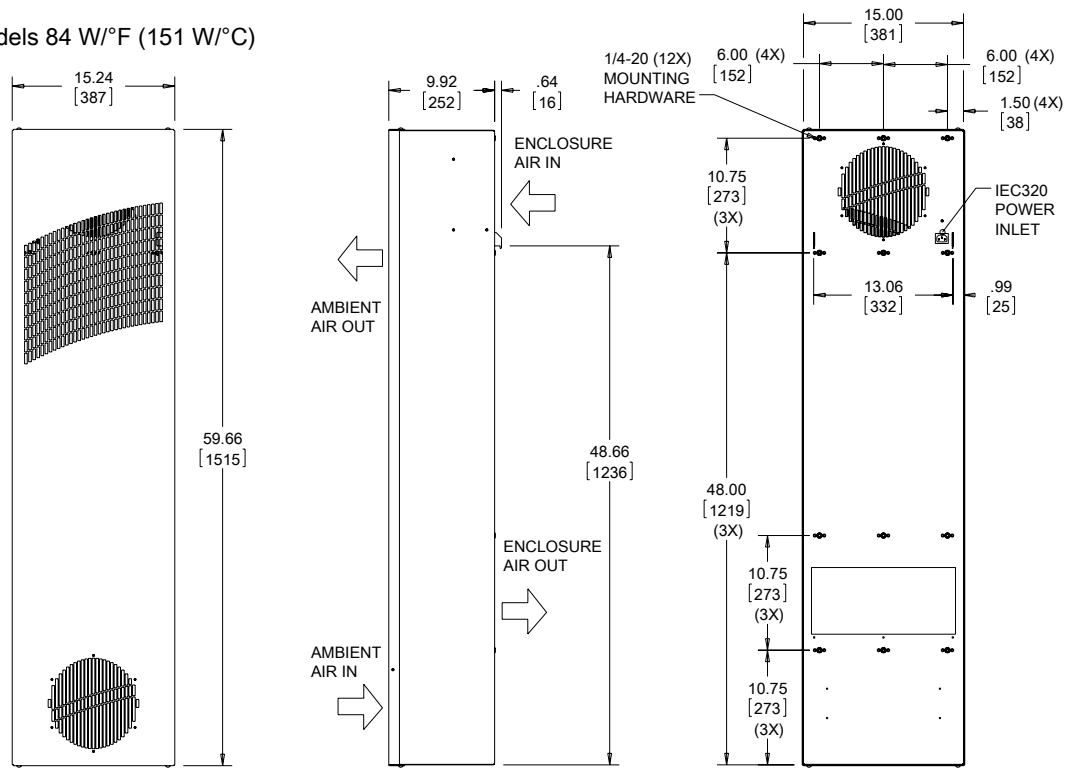 dels 84 W/°F (151 W/°C)
15.24
[387]
59.66
[1515]
9.92
[252]
.64
[16]
ENCLOSURE
AIR IN
AMBIENT
AIR OUT
48.66
[1236]
ENCLOSURE
AIR OUT
AMBIENT
AIR IN
15.00
[381]
1/4-20 (12X)
MOUNTING
HARDWARE
6.00 (4X)
[152]
6.00 (4X)
[152]
1.50 (4X)
[38]
10.75
[273]
(3X)
IEC320
POWER
INLET
13.06
[332]
.99
[25]
48.00
[1219]
(3X)
10.75
[273]
(3X)
10.75
[273]
(3X)